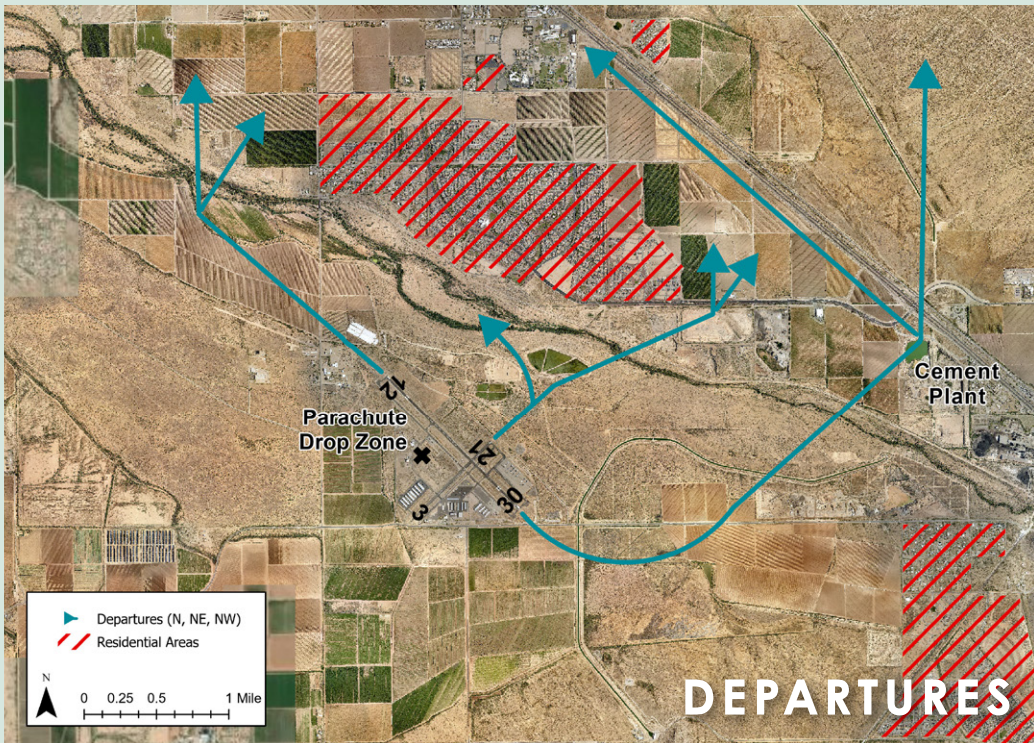 Cement
Plant
12
Parachute
Drop Zone
21
30
3
Departures (N, NE, NW)
Residential Areas
N
0 0.25 0.5 1 Mile
DEPARTURES